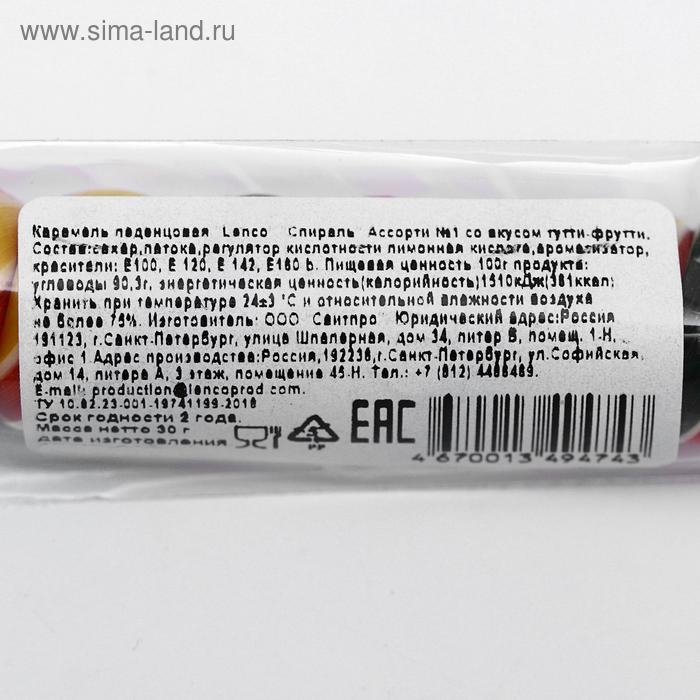 © СИМА-ЛЕНД
www.sima-land.ru
Карамель леденцовая Lenco Спираль Ассорти №1 со вкусом тутти-фрутти.
Состав:сахар,патока,регулятор кислотности лимонная кислота,ароматизатор,
красители: Е100, Е 120, Е 142, Е160 b. Пищевая ценность 100г продукта:
углеводы 90,3г, энергетическая ценность(калорийность)1510кДж(361ккал)
Хранить при температуре 24±3 °С и относительной влажности воздуха
не более 75%. Изготовитель: ООО Юридический адрес:Россия
191123, г.Санкт-Петербург, улица Шпалерная, дом 34, литер В, помещ. 1-Н,
офис 1.Адрес производства:Россия,192236,г.Санкт-Петербург, ул.Софийская,
дом 14, литера А, 3 этаж, помещение 45-Н. Тел.: +7 (812)
E-mail: production@lencoprod.com.
ТУ 10.82.23-001-19741199-2016
Срок годности 2 года.
Масса нетто 30 г
Дата изготовления
5
PP
ЕАС
4 670013 494743